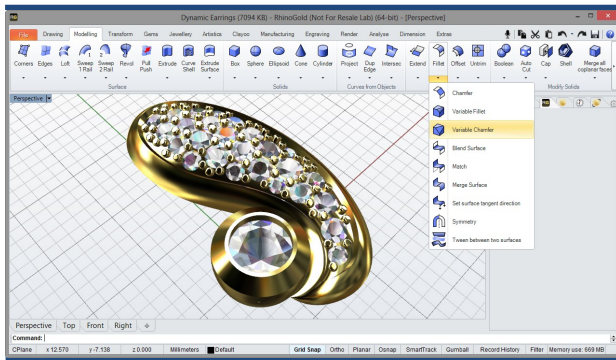 Dynamic Earrings (7094 KB) - RhinoGold (Not For Resale Lab) (64-bit) - [Perspective]
File Drawing Modelling Transform Gems Jewellery Artistics Clayoo Manufacturing Engraving Render Analyse Dimension Extras
Corners Edges Loft Sweep 1 Rail Sweep 2 Rail Revol Pull Push Extrude Curve Shell Extrude Surface Box Sphere Ellipsoid Cone Cylinder Project Dup Edge Intersec Extend Fillet Offset Untrim Boolean Auto Cut Cap Shell Merge all coplanar faces
Surface Solids Curves from Objects Modify Solids
Perspective
Chamfer
Variable Fillet
Variable Chamfer
Blend Surface
Match
Merge Surface
Set surface tangent direction
Symmetry
Tween between two surfaces
Perspective Top Front Right
Command:
CPlane x 12.570 y -7.138 z 0.000 Millimeters Default Grid Snap Ortho Planar Osnap SmartTrack Gumball Record History Filter Memory use: 669 MB